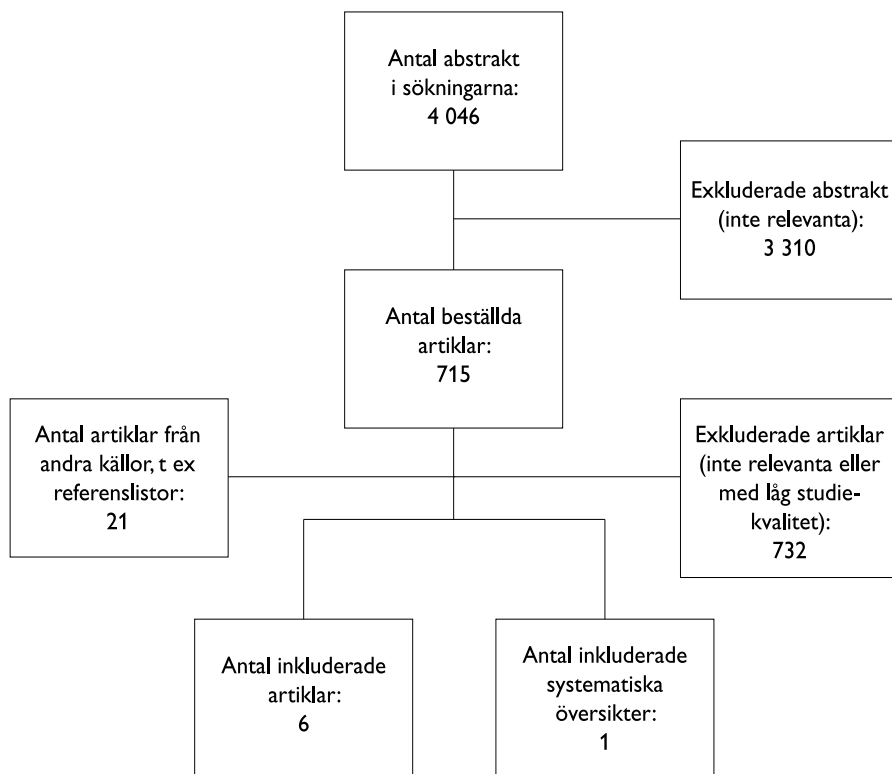 Antal abstrakt
i sökningarna:
4 046
Exkluderade abstrakt
(inte relevanta):
3 310
Antal beställda
artiklar:
715
Antal artiklar från
andra källor, t ex
referenslistor:
21
Exkluderade artiklar
(inte relevanta eller
med låg studie-
kvalitet):
732
Antal inkluderade
artiklar:
6
Antal inkluderade
systematiska
översikter:
1